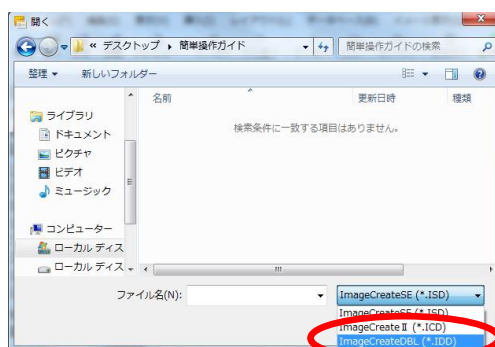 開く
« デスクトップ ▸ 簡単操作ガイド
簡単操作ガイドの検索
整理 ▼ 新しいフォルダー
名前 更新日時 種類
検索条件に一致する項目はありません。
ライブラリ
ドキュメント
ピクチャ
ビデオ
ミュージック
コンピューター
ローカル ディス
ローカル ディス
ファイル名(N):
ImageCreateSE (*.ISD)
ImageCreateSE (*.ISD)
ImageCreateⅡ (*.ICD)
ImageCreateDBL (*.IDD)